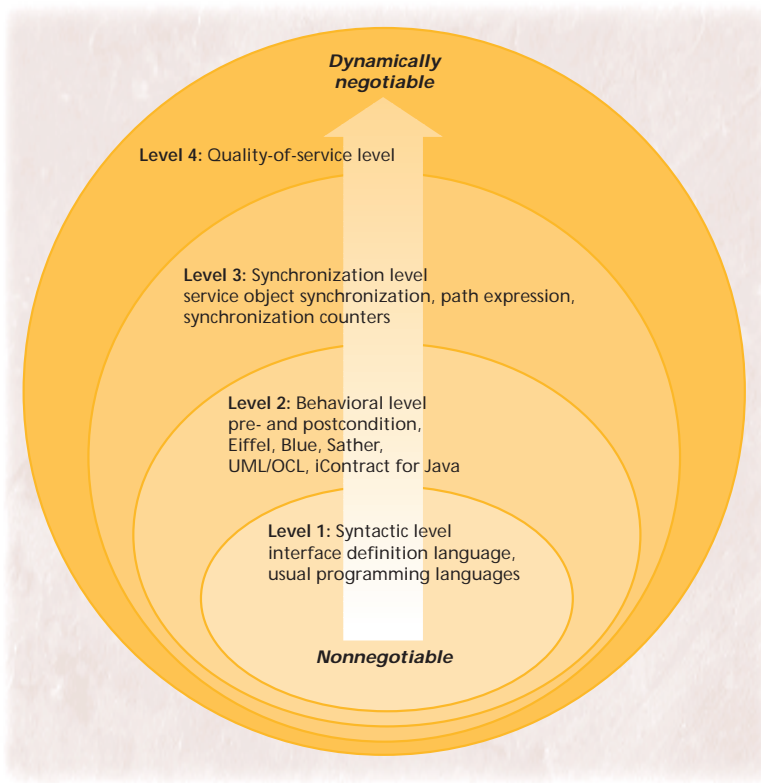 Dynamically
negotiable
Level 4: Quality-of-service level
Level 3: Synchronization level
service object synchronization, path expression,
synchronization counters
Level 2: Behavioral level
pre- and postcondition,
Eiffel, Blue, Sather,
UML/OCL, iContract for Java
Level 1: Syntactic level
interface definition language,
usual programming languages
Nonnegotiable